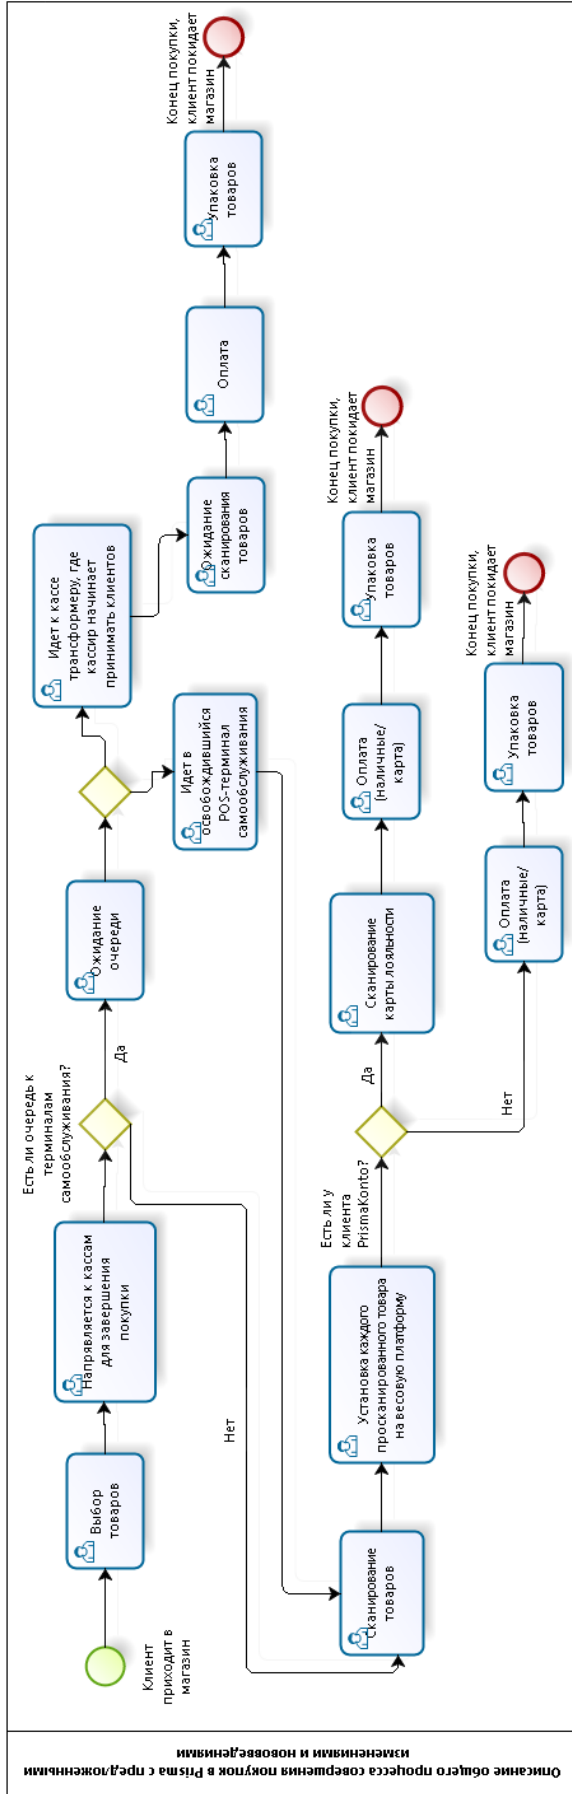 Описание общего процесса совершения покупок в Prisma с предложенными
изменениями и нововведениями
Клиент
приходит в
магазин
Выбор
товаров
Напрявляется к кассам
для завершения
покупки
Есть ли очередь к
терминалам
самообслуживания?
Да
Нет
Ожидание
очереди
Идет к кассе
трансформеру, где
кассир начинает
принимать клиентов
Идет в
освобождившийся
POS-терминал
самообслуживания
Ожидание
сканирования
товаров
Оплата
Упаковка
товаров
Конец покупки,
клиент покидает
магазин
Сканирование
товаров
Установка каждого
просканированного товара
на весовую платформу
Есть ли у
клиента
PrismaKonto?
Да
Нет
Сканирование
карты лояльности
Оплата
(наличные/
карта)
Упаковка
товаров
Конец покупки,
клиент покидает
магазин
Оплата
(наличные/
карта)
Упаковка
товаров
Конец покупки,
клиент покидает
магазин